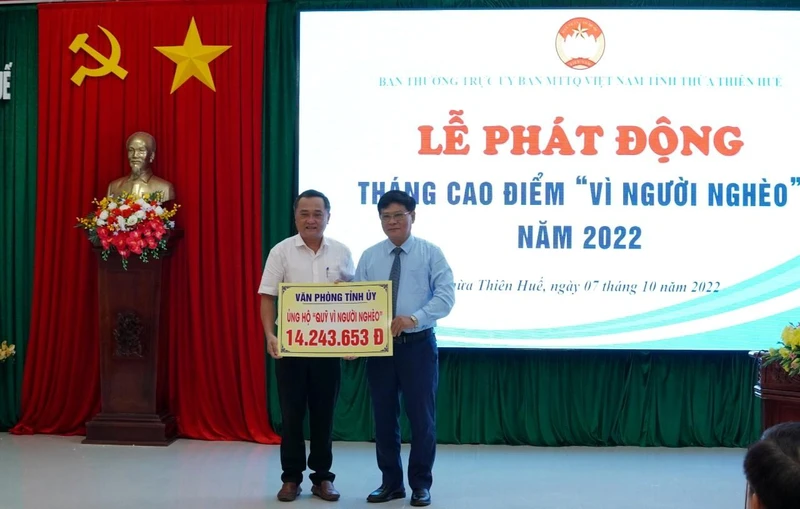 UẾ
BAN THƯỜNG TRỰC ỦY BAN MTTQ VIỆT NAM TỈNH THỪA THIÊN HUẾ
LỄ PHÁT ĐỘNG
THÁNG CAO ĐIỂM “VÌ NGƯỜI NGHÈO”
NĂM 2022
ừa Thiên Huế, ngày 07 tháng 10 năm 2022
VĂN PHÒNG TỈNH ỦY
ỦNG HỘ “QUỸ VÌ NGƯỜI NGHÈO”
14.243.653 Đ